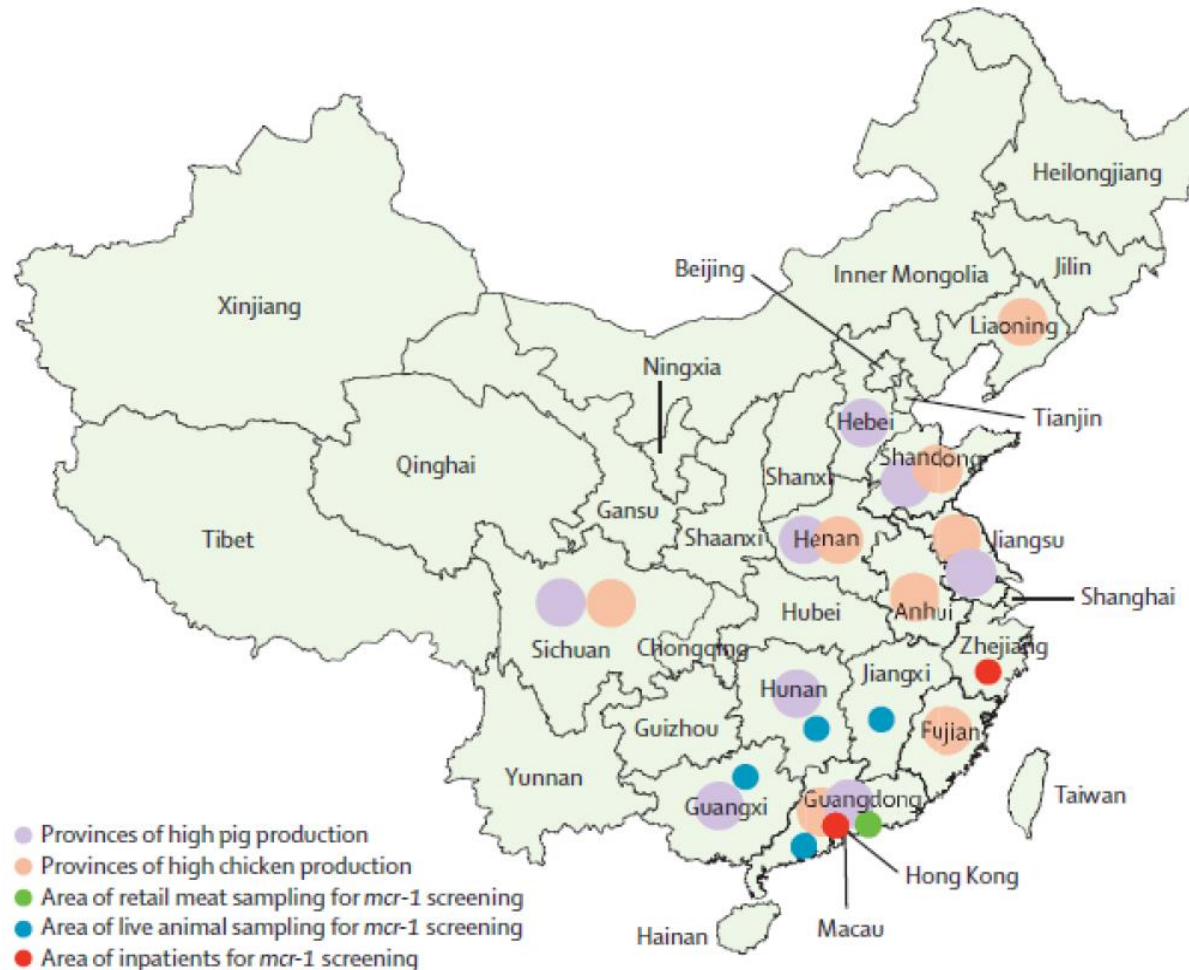 Heilongjiang
Beijing
Inner Mongolia
Jilin
Xinjiang
Liaoning
Ningxia
Tianjin
Hebei
Shandong
Qinghai
Shanxi
Gansu
Tibet
Shaanxi
Henan
Jiangsu
Shanghai
Hubei
Anhui
Sichuan
Chongqing
Zhejiang
Jiangxi
Hunan
Guizhou
Fujian
Yunnan
Guangxi
Guangdong
Taiwan
Hong Kong
Macau
Hainan
Provinces of high pig production
Provinces of high chicken production
Area of retail meat sampling for mcr-1 screening
Area of live animal sampling for mcr-1 screening
Area of inpatients for mcr-1 screening